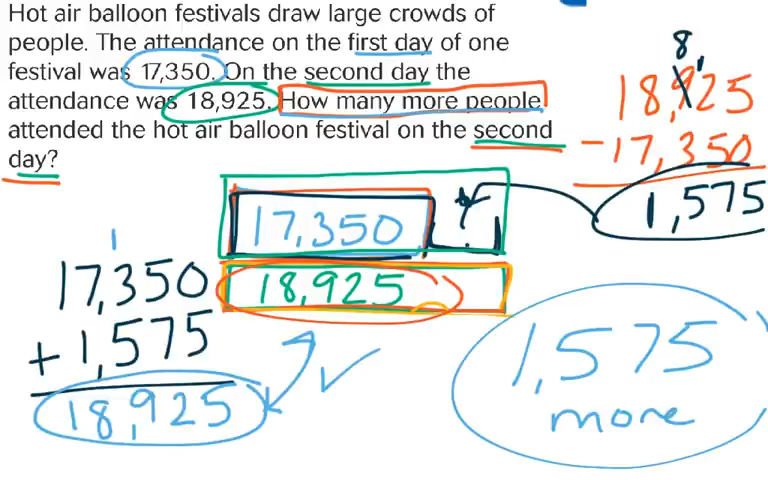 Hot air balloon festivals draw large crowds of
people. The attendance on the first day of one
festival was 17,350. On the second day the
attendance was 18,925. How many more people
attended the hot air balloon festival on the second
day?
8 1
18,925
-17,350
1,575
17,350 ?
18,925
1
17,350
+1,575
18,925
1,575
more